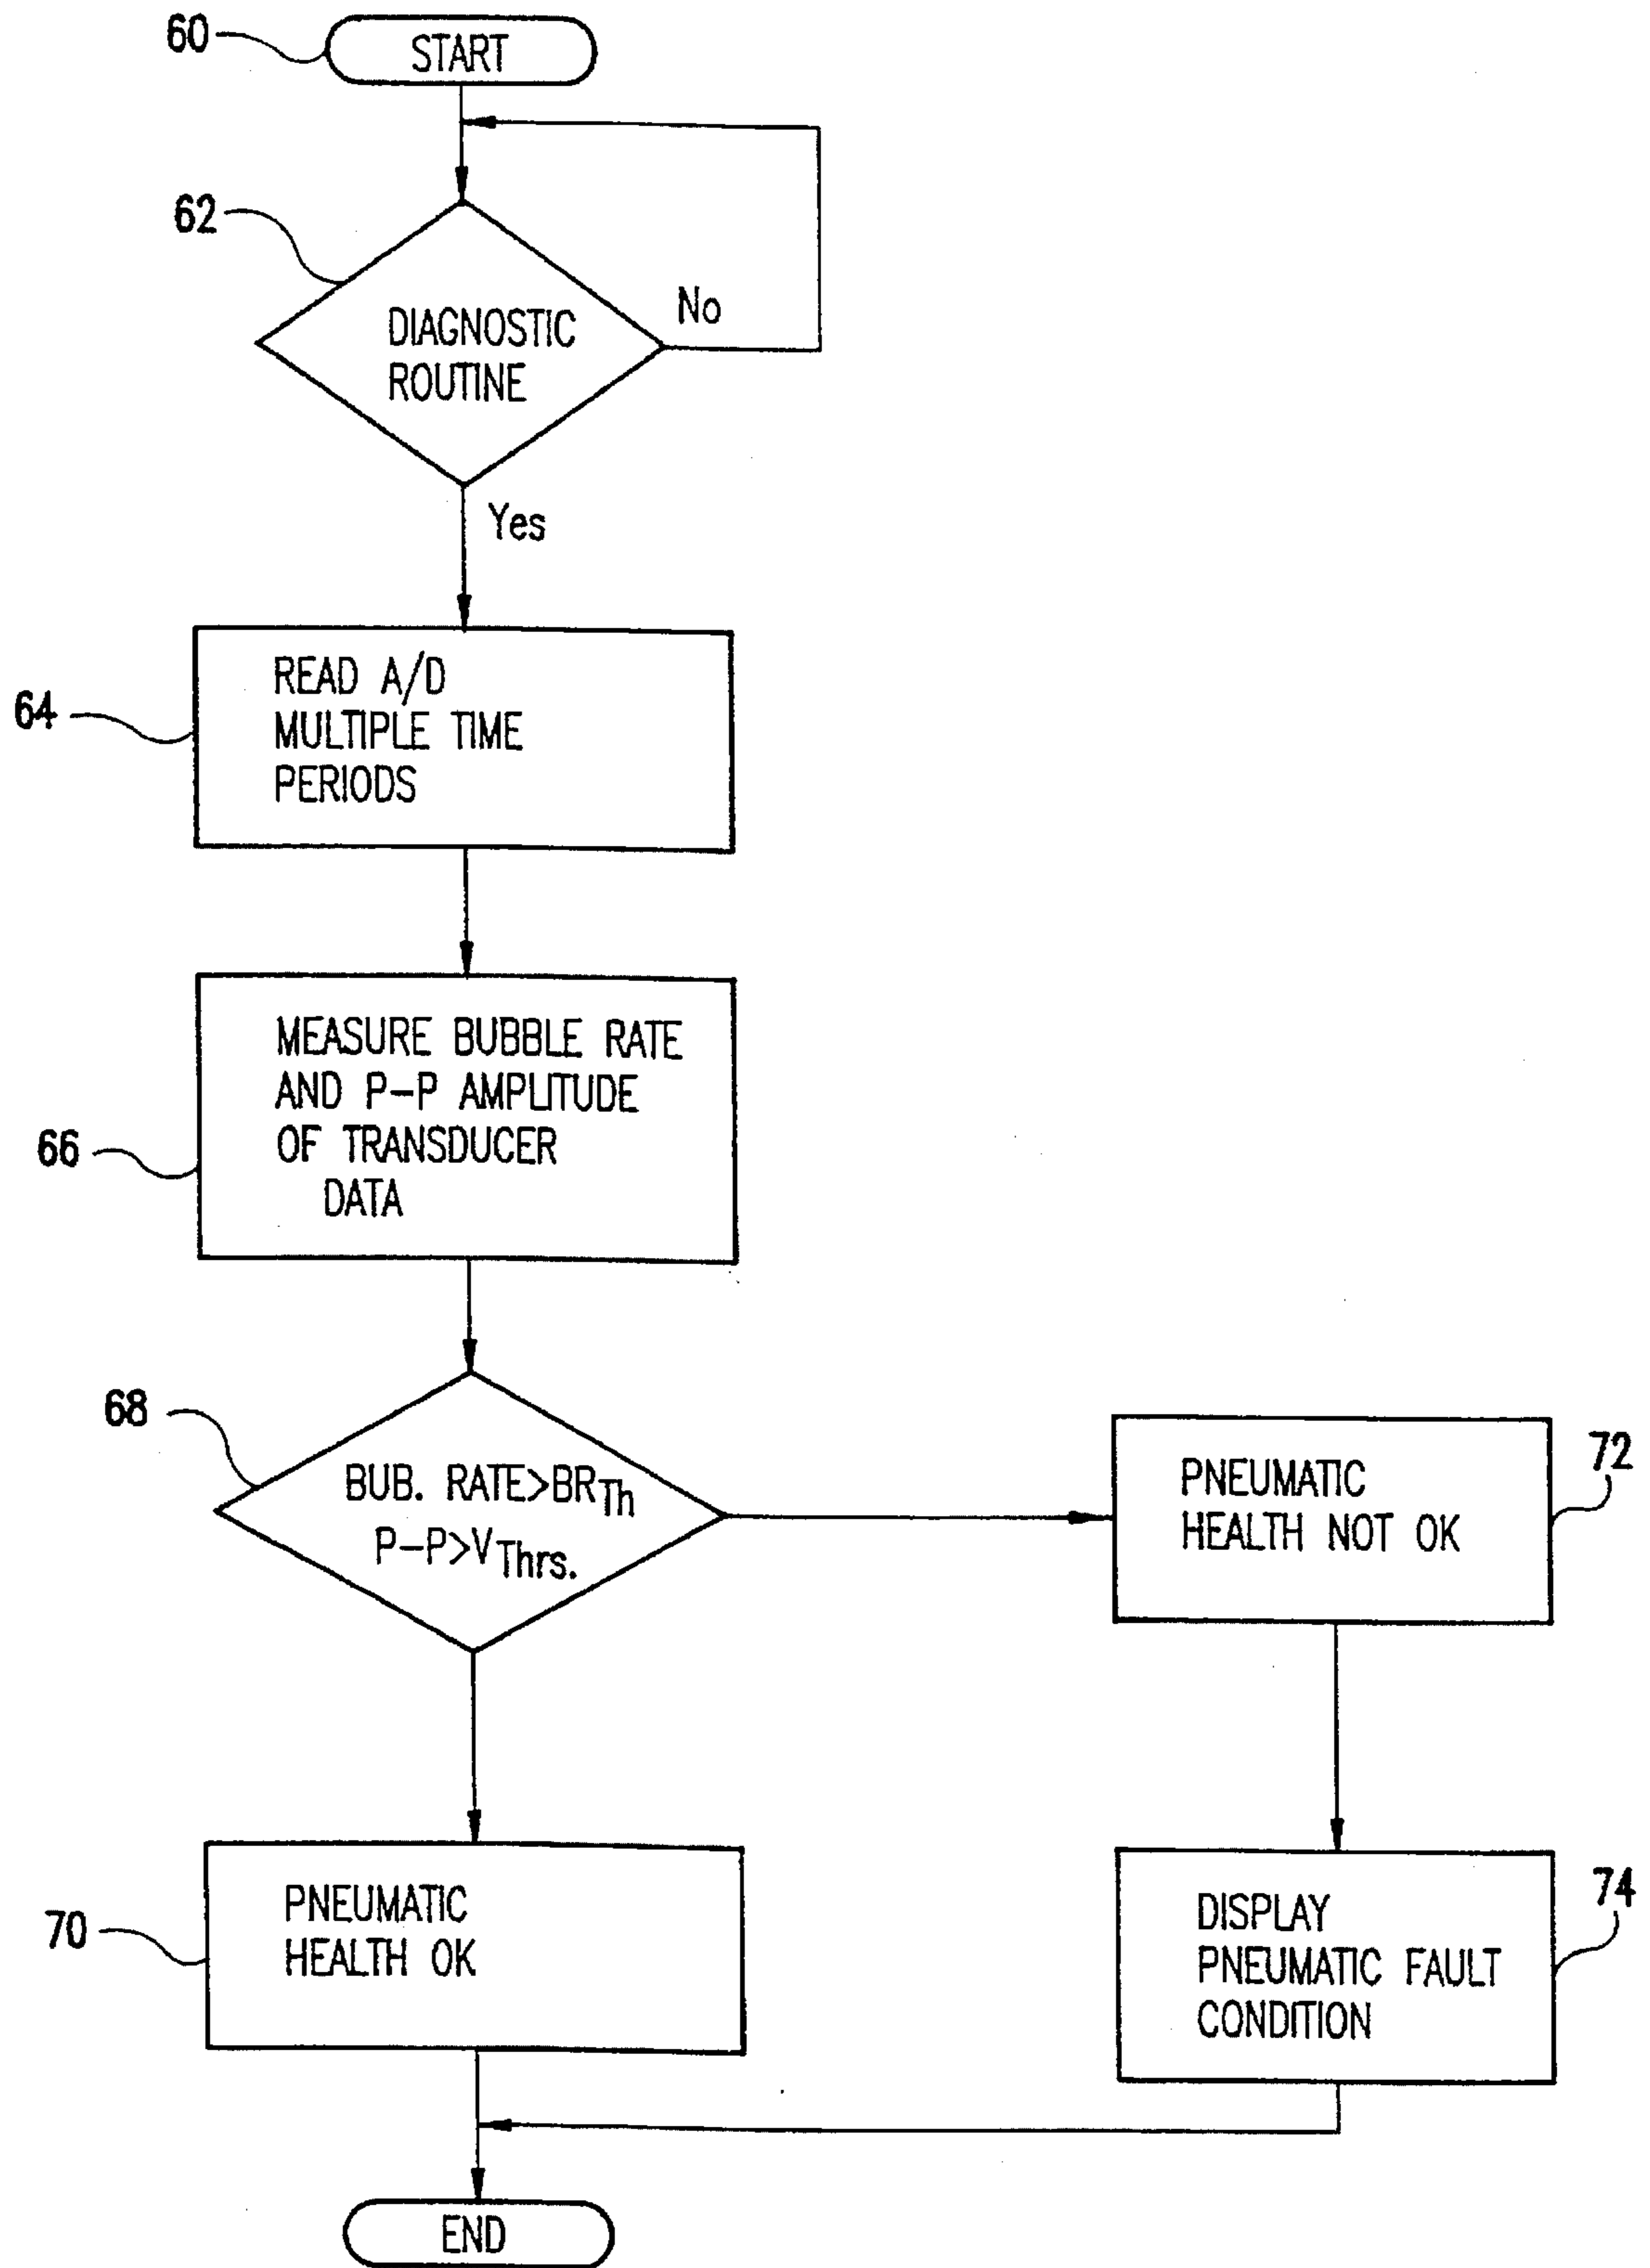 60
START
62
DIAGNOSTIC
ROUTINE
No
Yes
64
READ A/D
MULTIPLE TIME
PERIODS
66
MEASURE BUBBLE RATE
AND P-P AMPLITUDE
OF TRANSDUCER
DATA
68
BUB. RATE>BRTh
P-P>VThrs.
72
PNEUMATIC
HEALTH NOT OK
70
PNEUMATIC
HEALTH OK
74
DISPLAY
PNEUMATIC FAULT
CONDITION
END